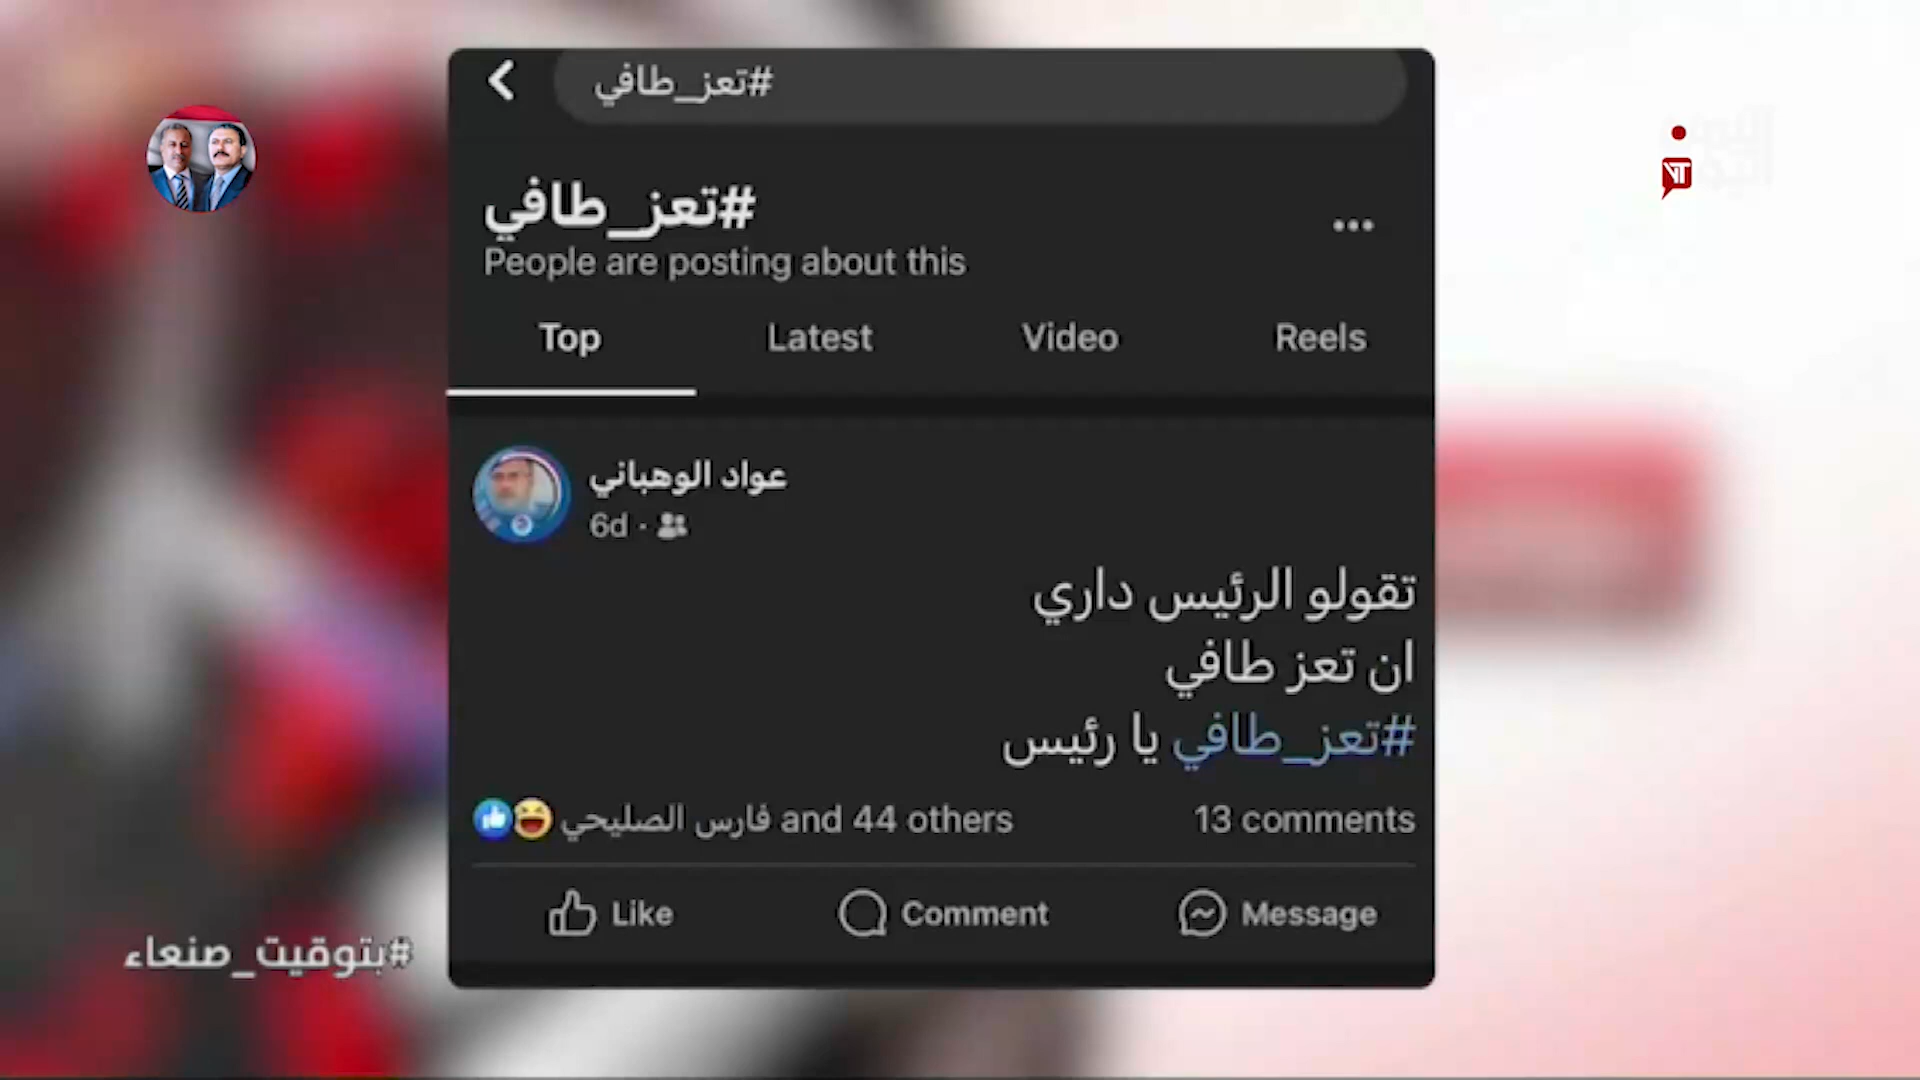 #تعز_طافي
#تعز_طافي
People are posting about this
Top Latest Video Reels
عواد الوهباني
6d ·
تقولو الرئيس داري
ان تعز طافي
#تعز_طافي يا رئيس
فارس الصليحي and 44 others 13 comments
Like Comment Message
#بتوقيت_صنعاء